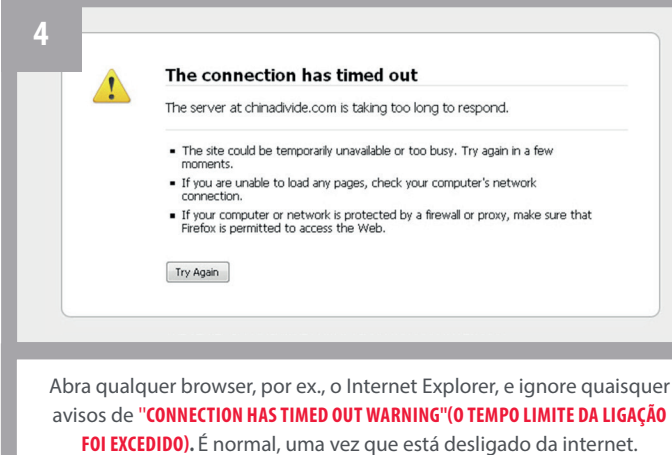 4
The connection has timed out
The server at chinadivide.com is taking too long to respond.
The site could be temporarily unavailable or too busy. Try again in a few
moments.
If you are unable to load any pages, check your computer's network
connection.
If your computer or network is protected by a firewall or proxy, make sure that
Firefox is permitted to access the Web.
Try Again
Abra qualquer browser, por ex., o Internet Explorer, e ignore quaisquer
avisos de "CONNECTION HAS TIMED OUT WARNING"(O TEMPO LIMITE DA LIGAÇÃO
FOI EXCEDIDO). É normal, uma vez que está desligado da internet.